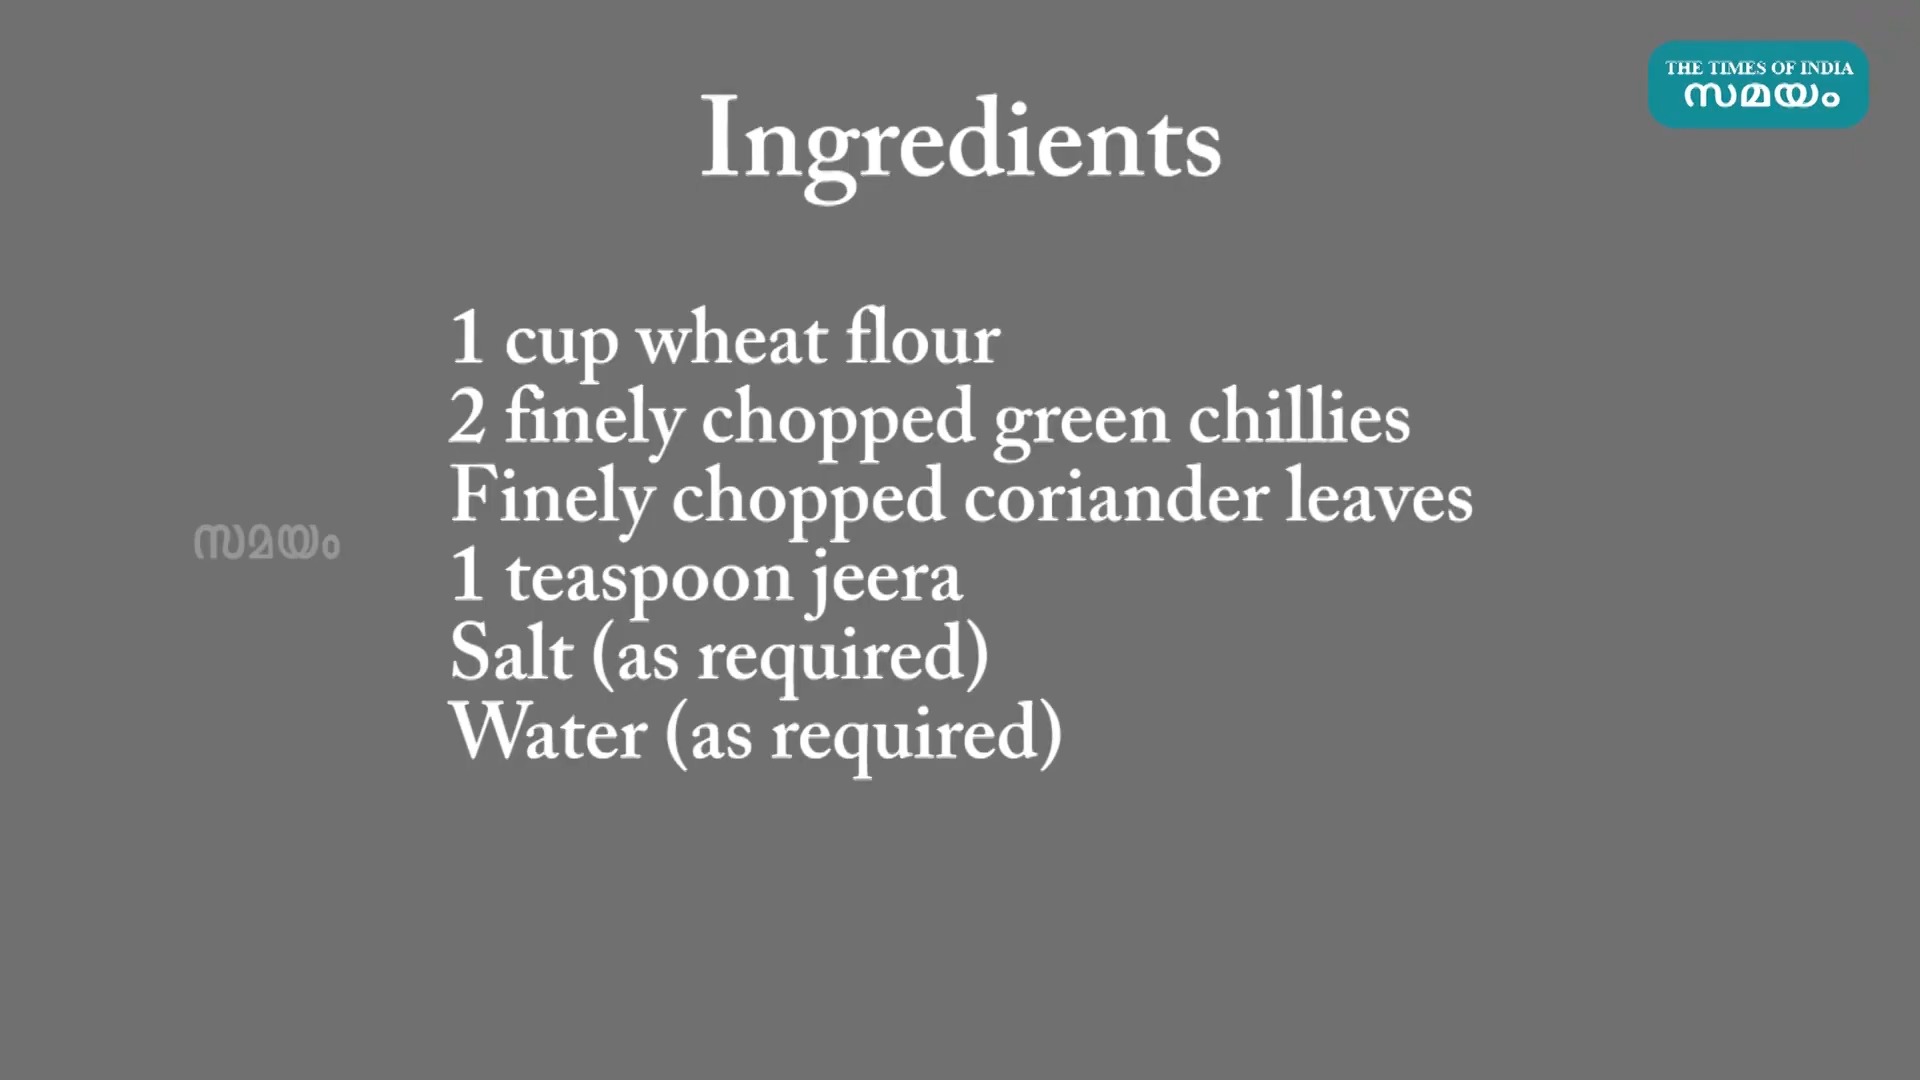 THE TIMES OF INDIA
സമയം
Ingredients
1 cup wheat flour
2 finely chopped green chillies
Finely chopped coriander leaves
1 teaspoon jeera
Salt (as required)
Water (as required)
സമയം